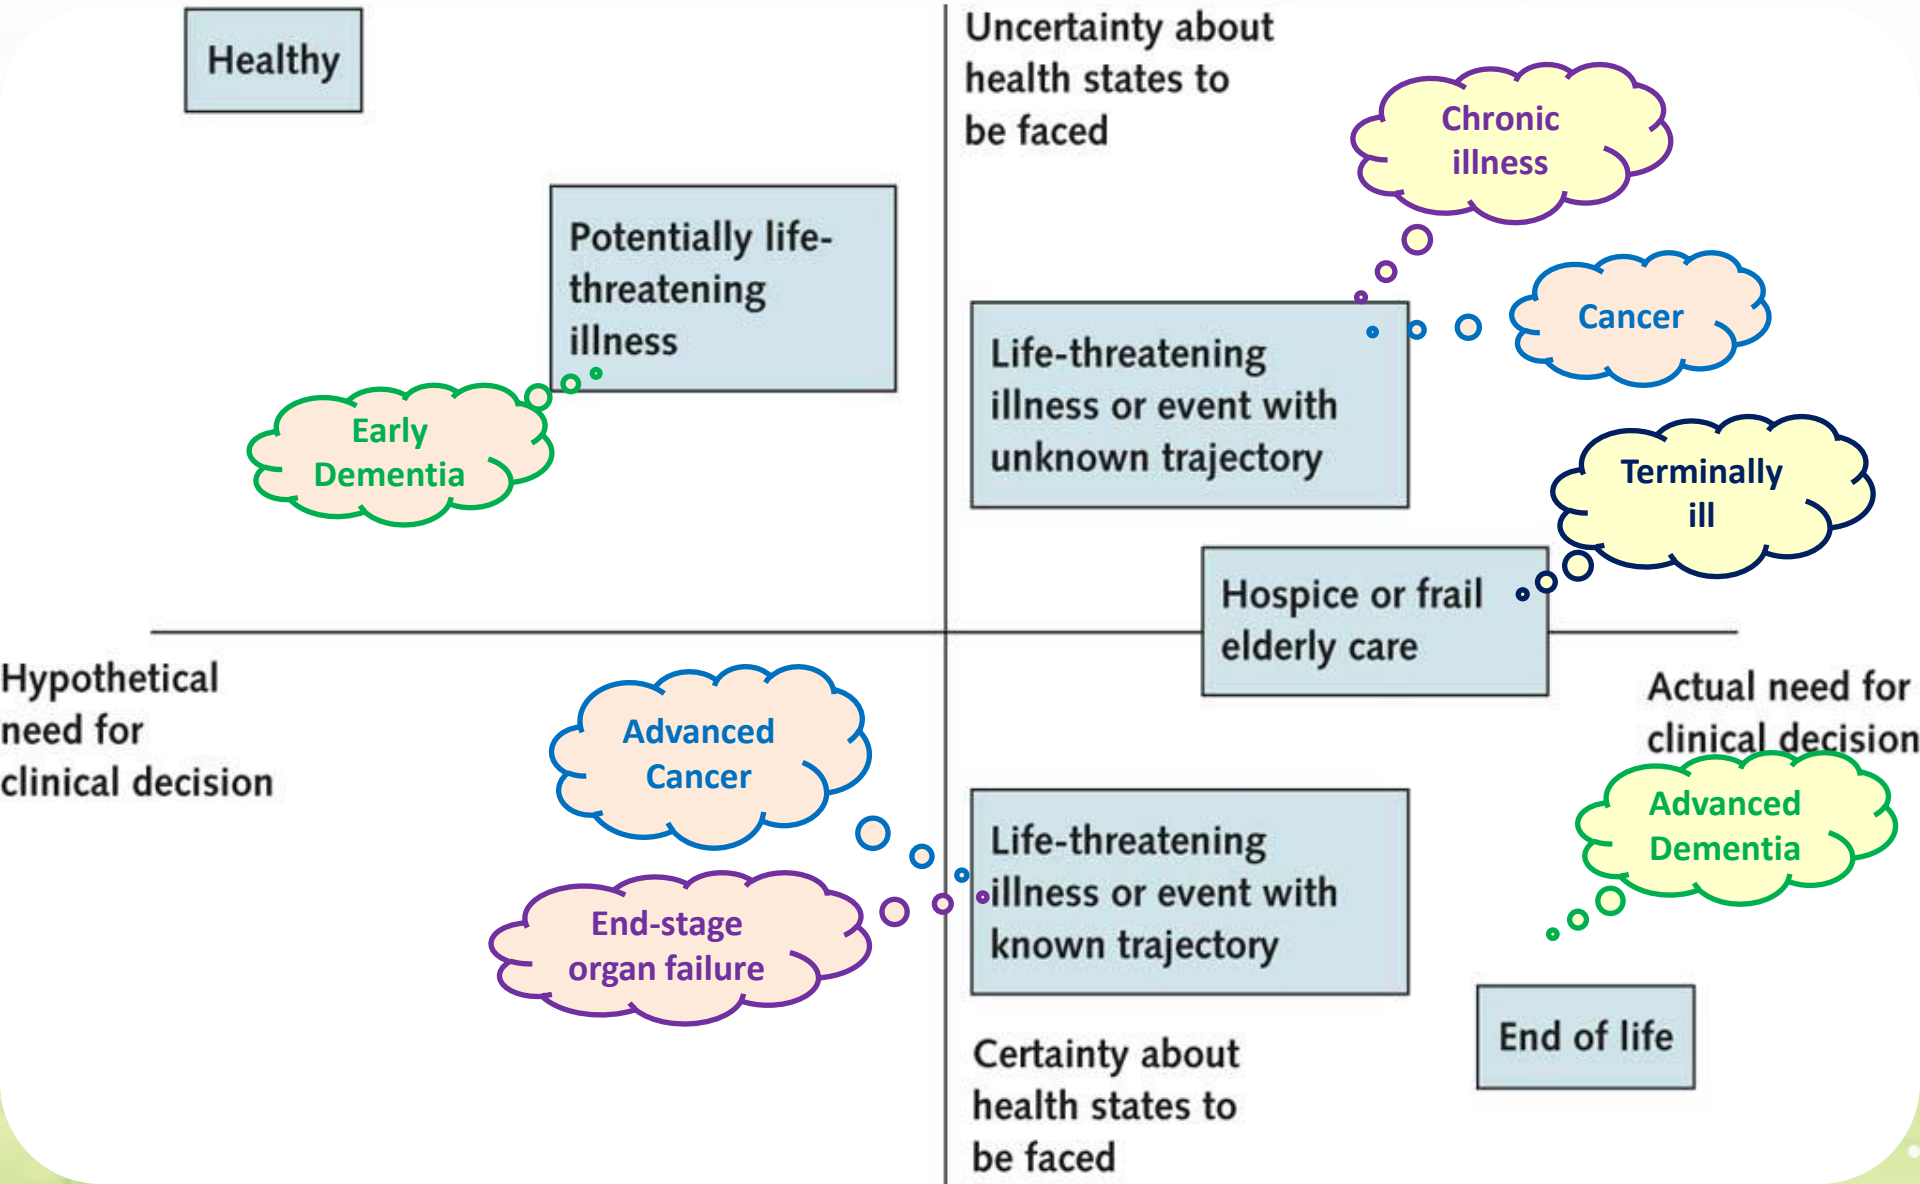 Healthy
Uncertainty about
health states to
be faced
Chronic
illness
Potentially life-
threatening
illness
Cancer
Life-threatening
illness or event with
unknown trajectory
Early
Dementia
Terminally
ill
Hospice or frail
elderly care
Hypothetical
need for
clinical decision
Actual need for
clinical decision
Advanced
Cancer
Advanced
Dementia
Life-threatening
illness or event with
known trajectory
End-stage
organ failure
End of life
Certainty about
health states to
be faced